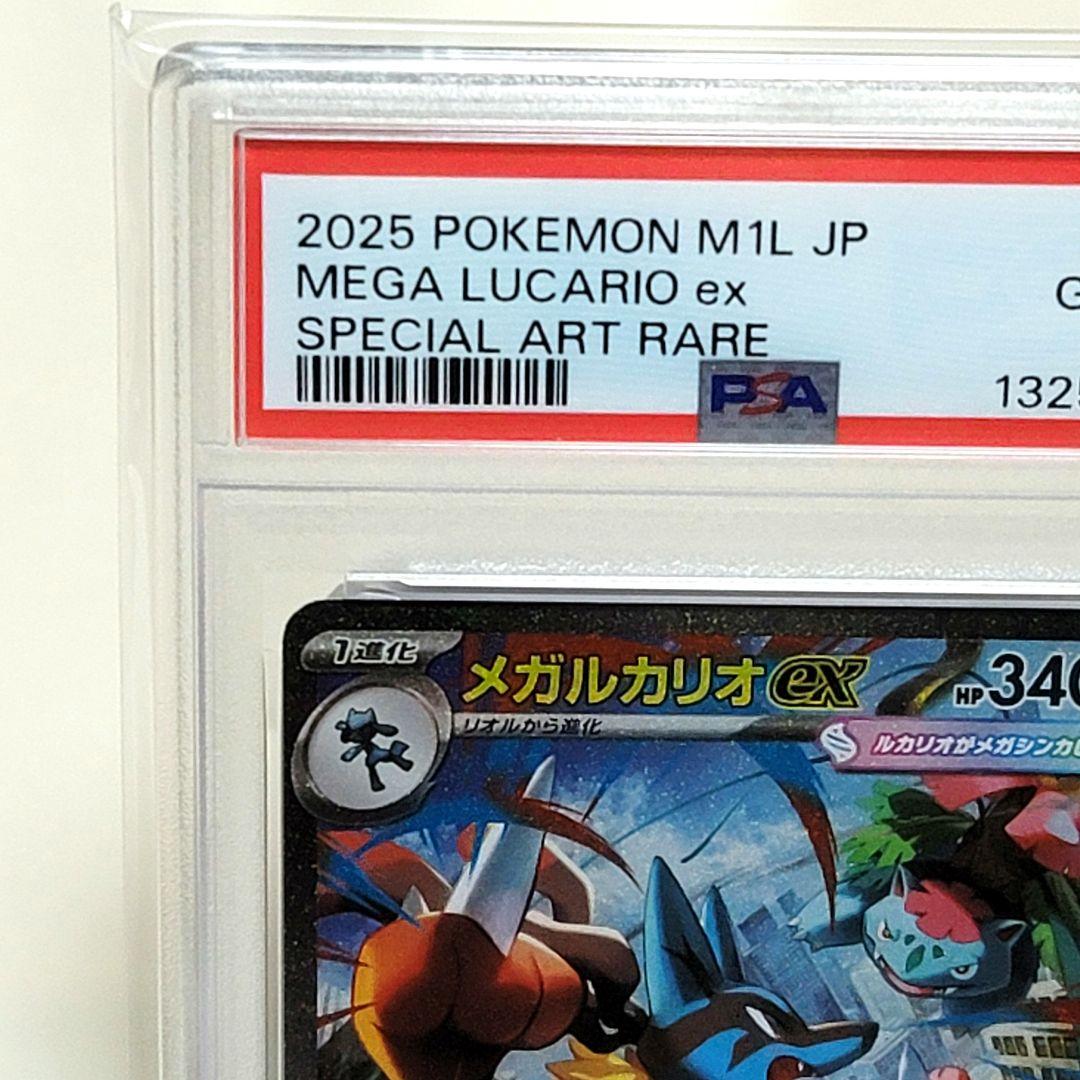 2025 POKEMON M1L JP
MEGA LUCARIO ex
SPECIAL ART RARE
PSA
1325
1進化
メガルカリオex
HP 340
リオルから進化
ルカリオがメガシンカ